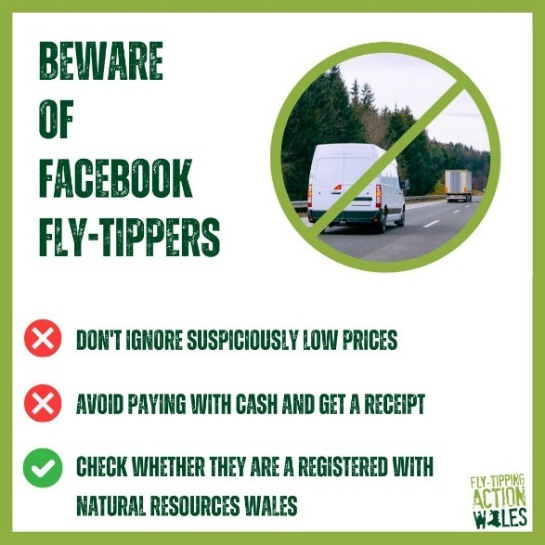 BEWARE
OF
FACEBOOK
FLY-TIPPERS
DON'T IGNORE SUSPICIOUSLY LOW PRICES
AVOID PAYING WITH CASH AND GET A RECEIPT
CHECK WHETHER THEY ARE A REGISTERED WITH
NATURAL RESOURCES WALES
FLY-TIPPING
ACTION
WALES